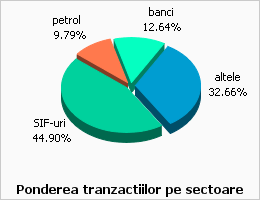 banci
12.64%
petrol
9.79%
altele
32.66%
SIF-uri
44.90%
Ponderea tranzactiilor pe sectoare